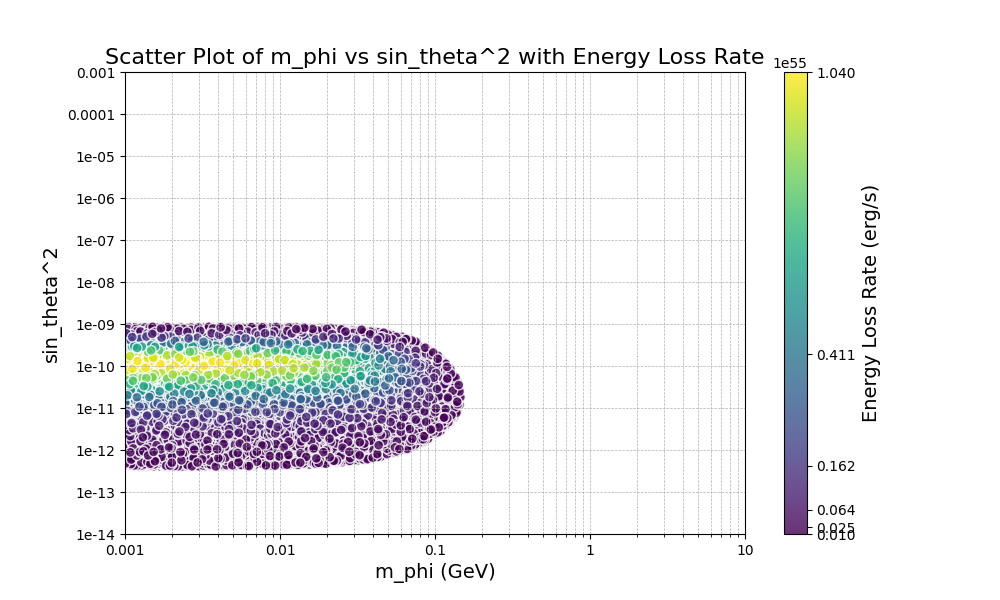 Scatter Plot of m_phi vs sin_theta^2 with Energy Loss Rate
1e55
0.001
0.0001
1e-05
1e-06
1e-07
1e-08
1e-09
1e-10
1e-11
1e-12
1e-13
1e-14
sin_theta^2
0.001
0.01
0.1
1
10
m_phi (GeV)
1.040
0.411
0.162
0.064
0.025
0.010
Energy Loss Rate (erg/s)